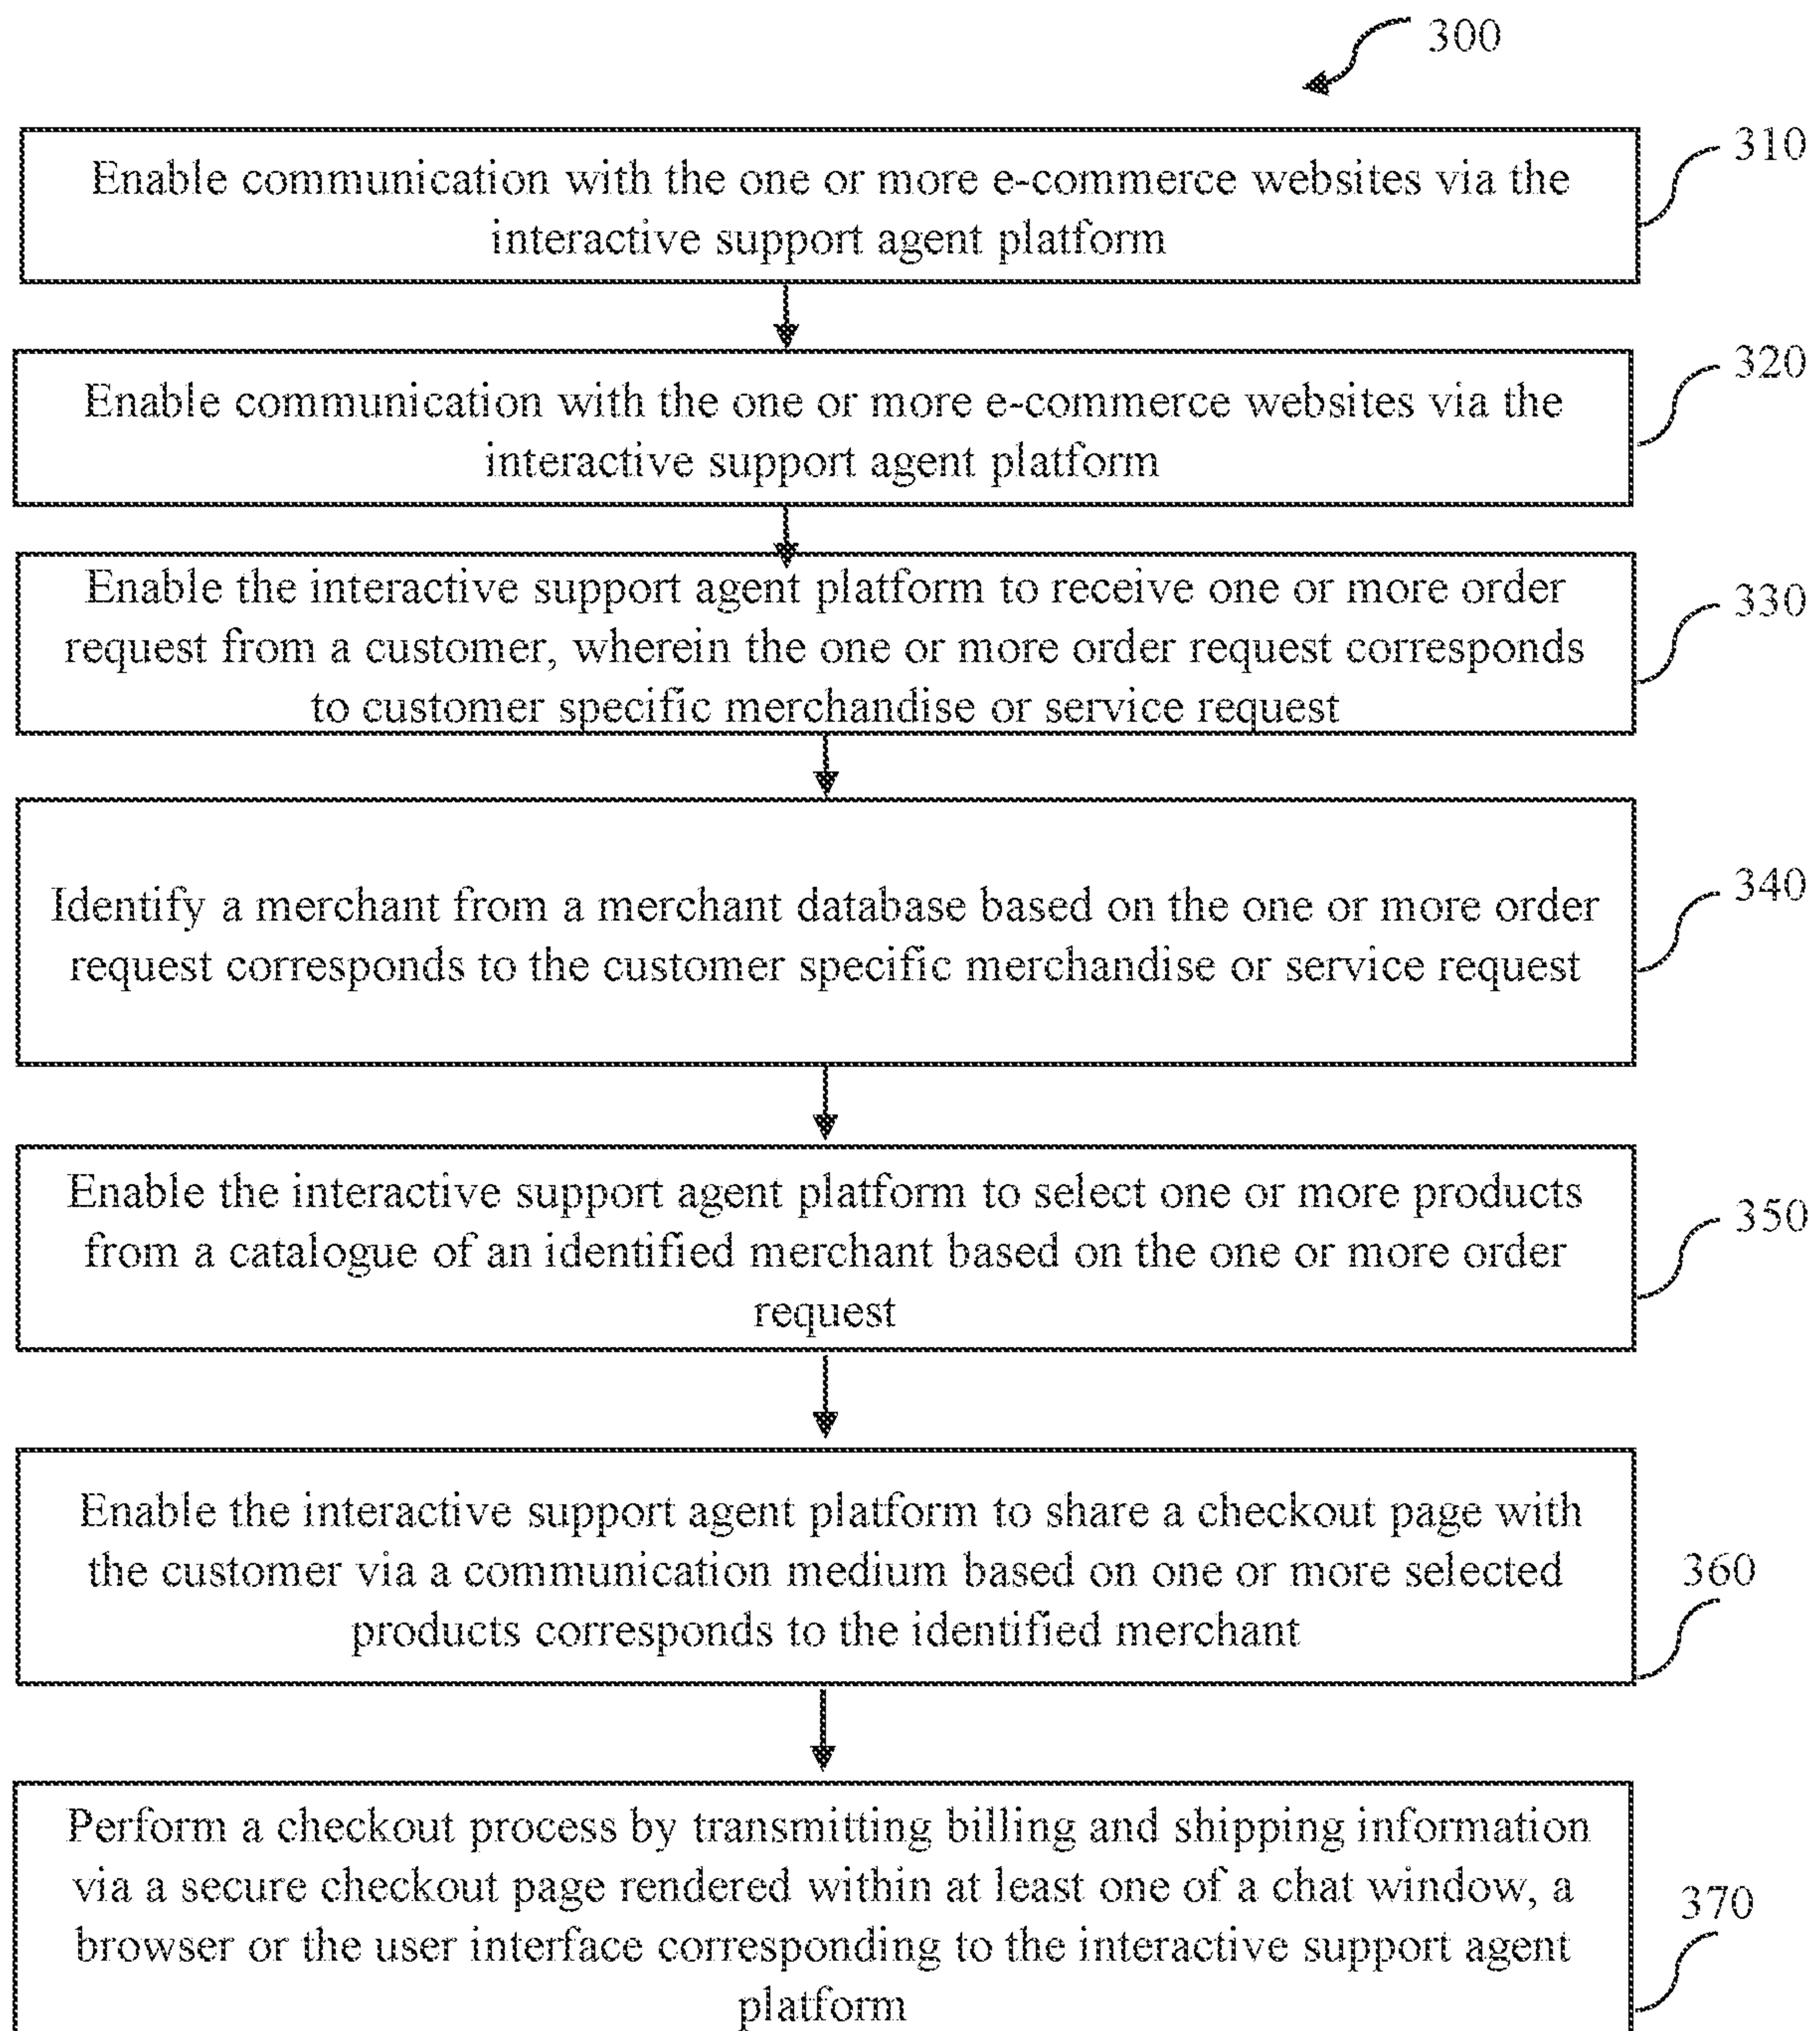 300
310
Enable communication with the one or more e-commerce websites via the
interactive support agent platform
320
Enable communication with the one or more e-commerce websites via the
interactive support agent platform
330
Enable the interactive support agent platform to receive one or more order
request from a customer, wherein the one or more order request corresponds
to customer specific merchandise or service request
340
Identify a merchant from a merchant database based on the one or more order
request corresponds to the customer specific merchandise or service request
350
Enable the interactive support agent platform to select one or more products
from a catalogue of an identified merchant based on the one or more order
request
360
Enable the interactive support agent platform to share a checkout page with
the customer via a communication medium based on one or more selected
products corresponds to the identified merchant
370
Perform a checkout process by transmitting billing and shipping information
via a secure checkout page rendered within at least one of a chat window, a
browser or the user interface corresponding to the interactive support agent
platform